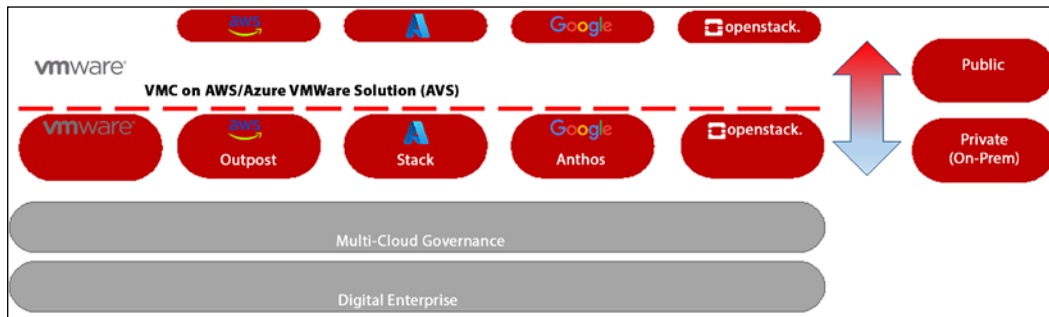 aws Google openstack.
vmware®
VMC on AWS/Azure VMWare Solution (AVS)
Public
vmware® aws Google openstack.
Outpost Stack Anthos
Private
(On-Prem)
Multi-Cloud Governance
Digital Enterprise